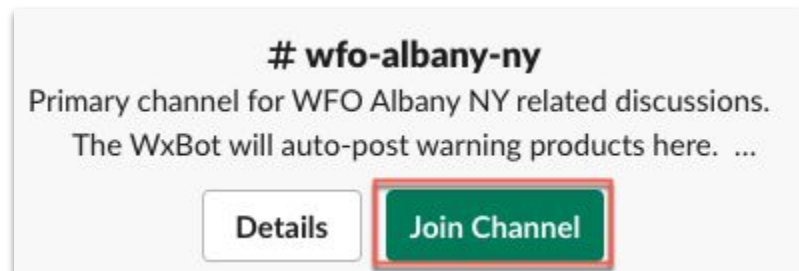 # wfo-albany-ny
Primary channel for WFO Albany NY related discussions.
The WxBot will auto-post warning products here. ...
Details
Join Channel